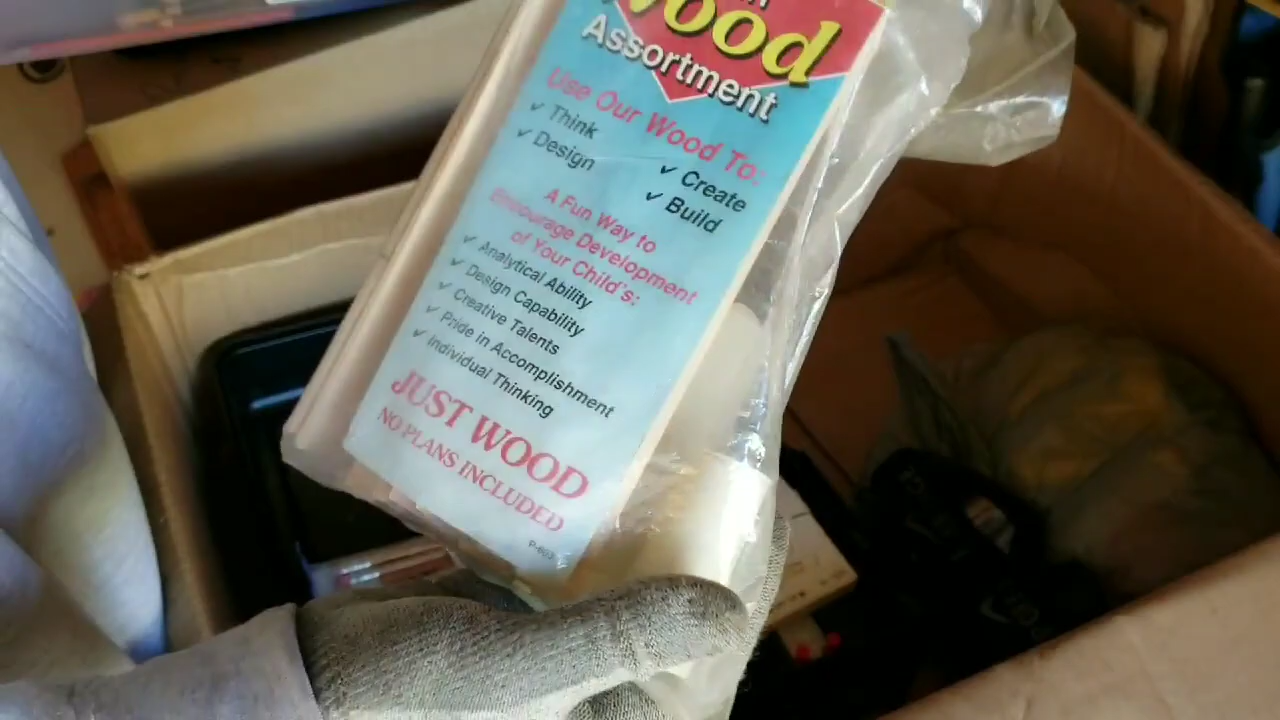 Wood
Assortment
Use Our Wood To:
✓ Think
✓ Design
✓ Create
✓ Build
A Fun Way to
Encourage Development
of Your Child's:
✓ Analytical Ability
✓ Design Capability
✓ Creative Talents
✓ Pride in Accomplishment
✓ Individual Thinking
JUST WOOD
NO PLANS INCLUDED